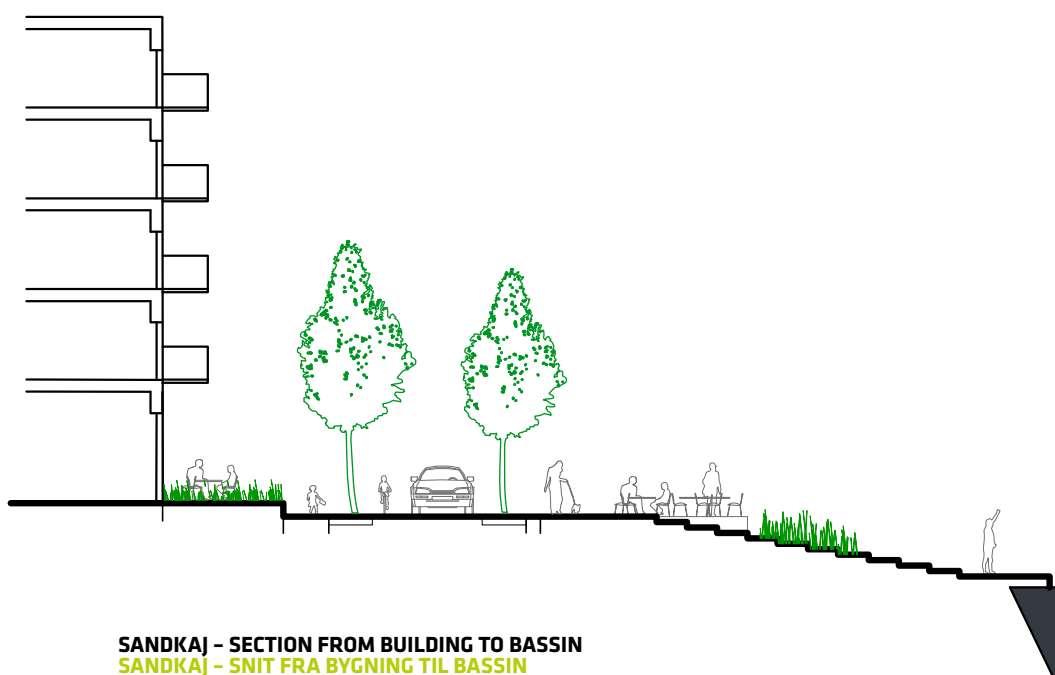 SANDKAJ – SECTION FROM BUILDING TO BASSIN
SANDKAJ – SNIT FRA BYGNING TIL BASSIN